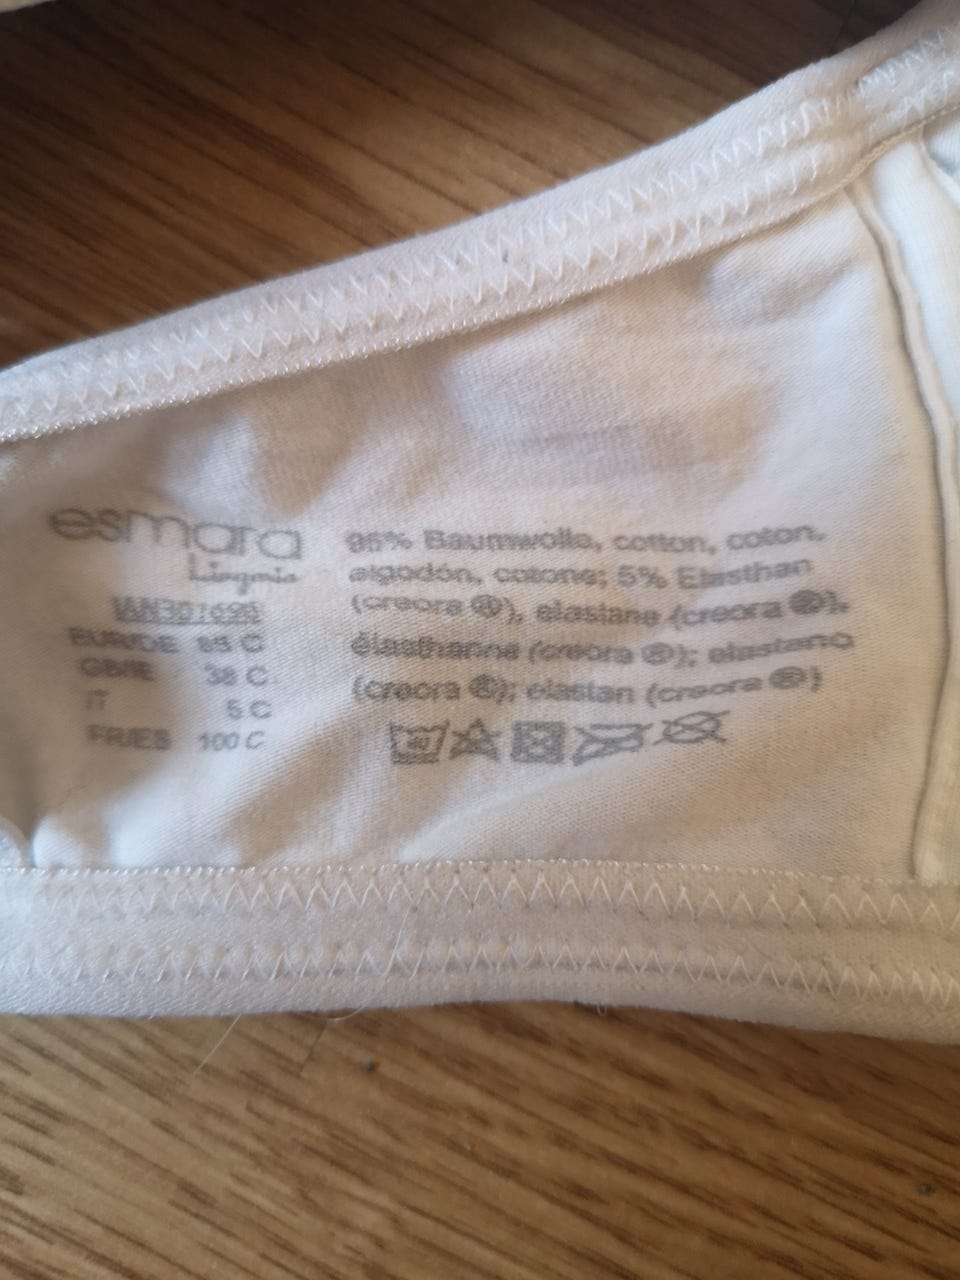 esmara
Lingerie
IAN301690
EUR/DE 85 C
GB/IE 38 C
IT 5 C
FR/ES 100 C
95% Baumwolle, cotton, coton,
algodón, cotone; 5% Elasthan
(creora ®), elastane (creora ®),
élasthanne (creora ®); elastano
(creora ®); elastan (creora ®)